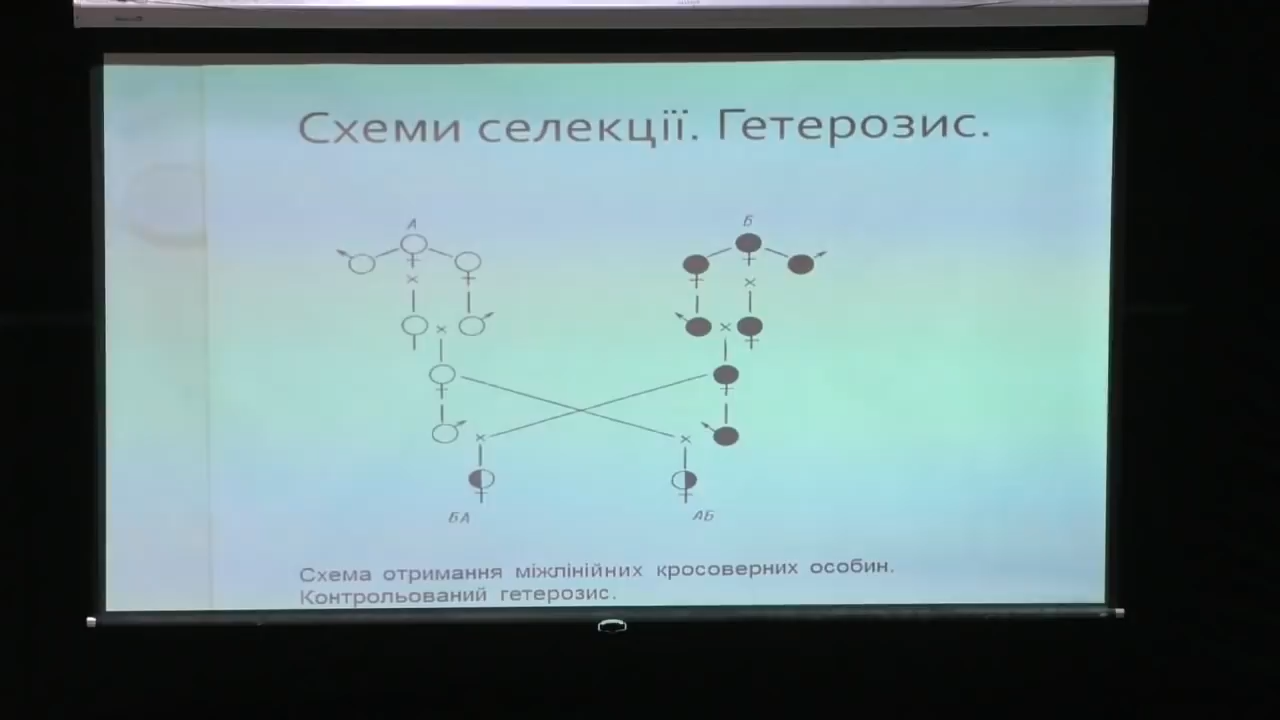 Схеми селекції. Гетерозис.
А
Б
БА
АБ
Схема отримання міжлінійних кросоверних особин.
Контрольований гетерозис.